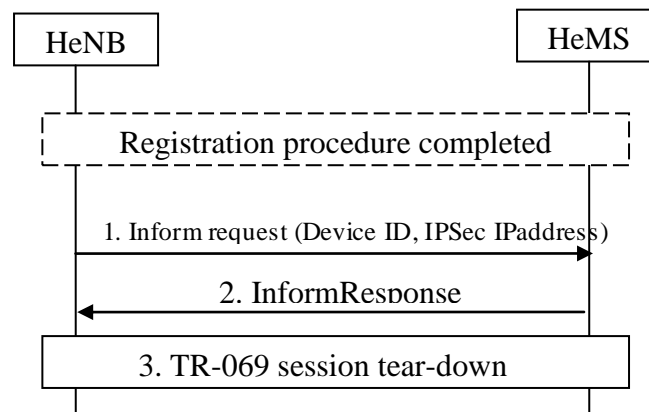 HeNB
HeMS
Registration procedure completed
1. Inform request (Device ID, IPSec IPaddress)
2. InformResponse
3. TR-069 session tear-down